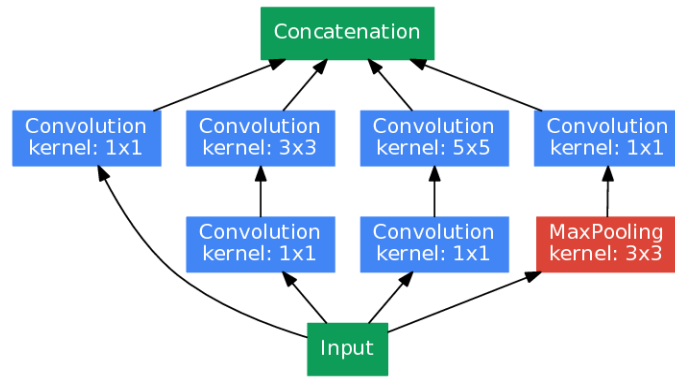 Concatenation
Convolution
kernel: 1x1
Convolution
kernel: 3x3
Convolution
kernel: 5x5
Convolution
kernel: 1x1
Convolution
kernel: 1x1
Convolution
kernel: 1x1
MaxPooling
kernel: 3x3
Input